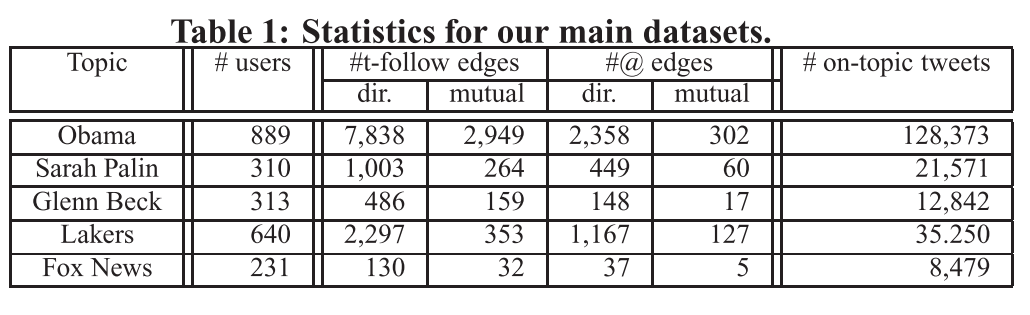 Table 1: Statistics for our main datasets.
Topic # users #t-follow edges #@ edges # on-topic tweets
dir. mutual dir. mutual
Obama 889 7,838 2,949 2,358 302 128,373
Sarah Palin 310 1,003 264 449 60 21,571
Glenn Beck 313 486 159 148 17 12,842
Lakers 640 2,297 353 1,167 127 35.250
Fox News 231 130 32 37 5 8,479